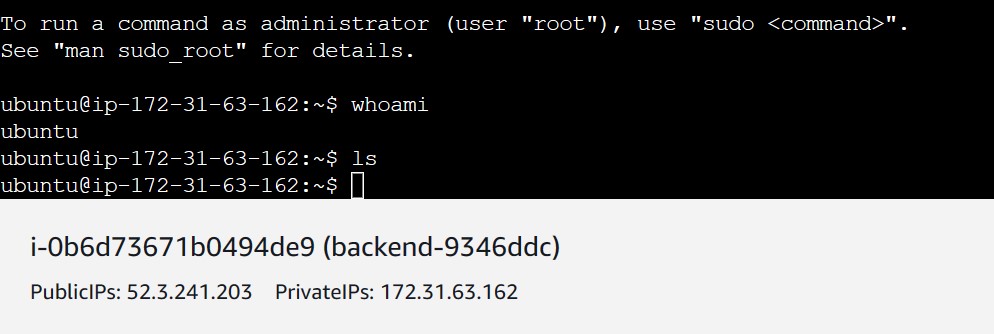 To run a command as administrator (user "root"), use "sudo <command>".
See "man sudo_root" for details.
ubuntu@ip-172-31-63-162:~$ whoami
ubuntu
ubuntu@ip-172-31-63-162:~$ ls
ubuntu@ip-172-31-63-162:~$
i-0b6d73671b0494de9 (backend-9346ddc)
PublicIPs: 52.3.241.203 PrivateIPs: 172.31.63.162